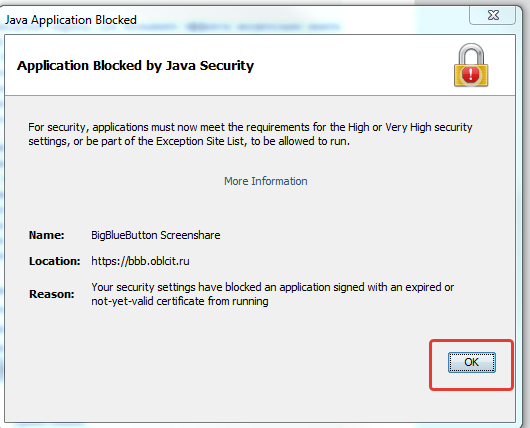 Java Application Blocked
Application Blocked by Java Security
For security, applications must now meet the requirements for the High or Very High security
settings, or be part of the Exception Site List, to be allowed to run.
More Information
Name: BigBlueButton Screenshare
Location: https://bbb.oblcit.ru
Reason: Your security settings have blocked an application signed with an expired or
not-yet-valid certificate from running
OK